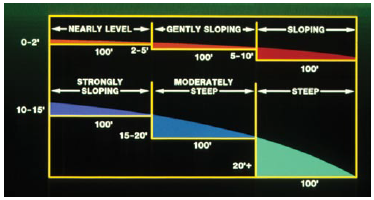 NEARLY LEVEL
GENTLY SLOPING
SLOPING
0-2'
100'
2-5'
100'
5-10'
100'
STRONGLY
SLOPING
MODERATELY
STEEP
STEEP
10-15'
100'
15-20'
100'
20'+
100'